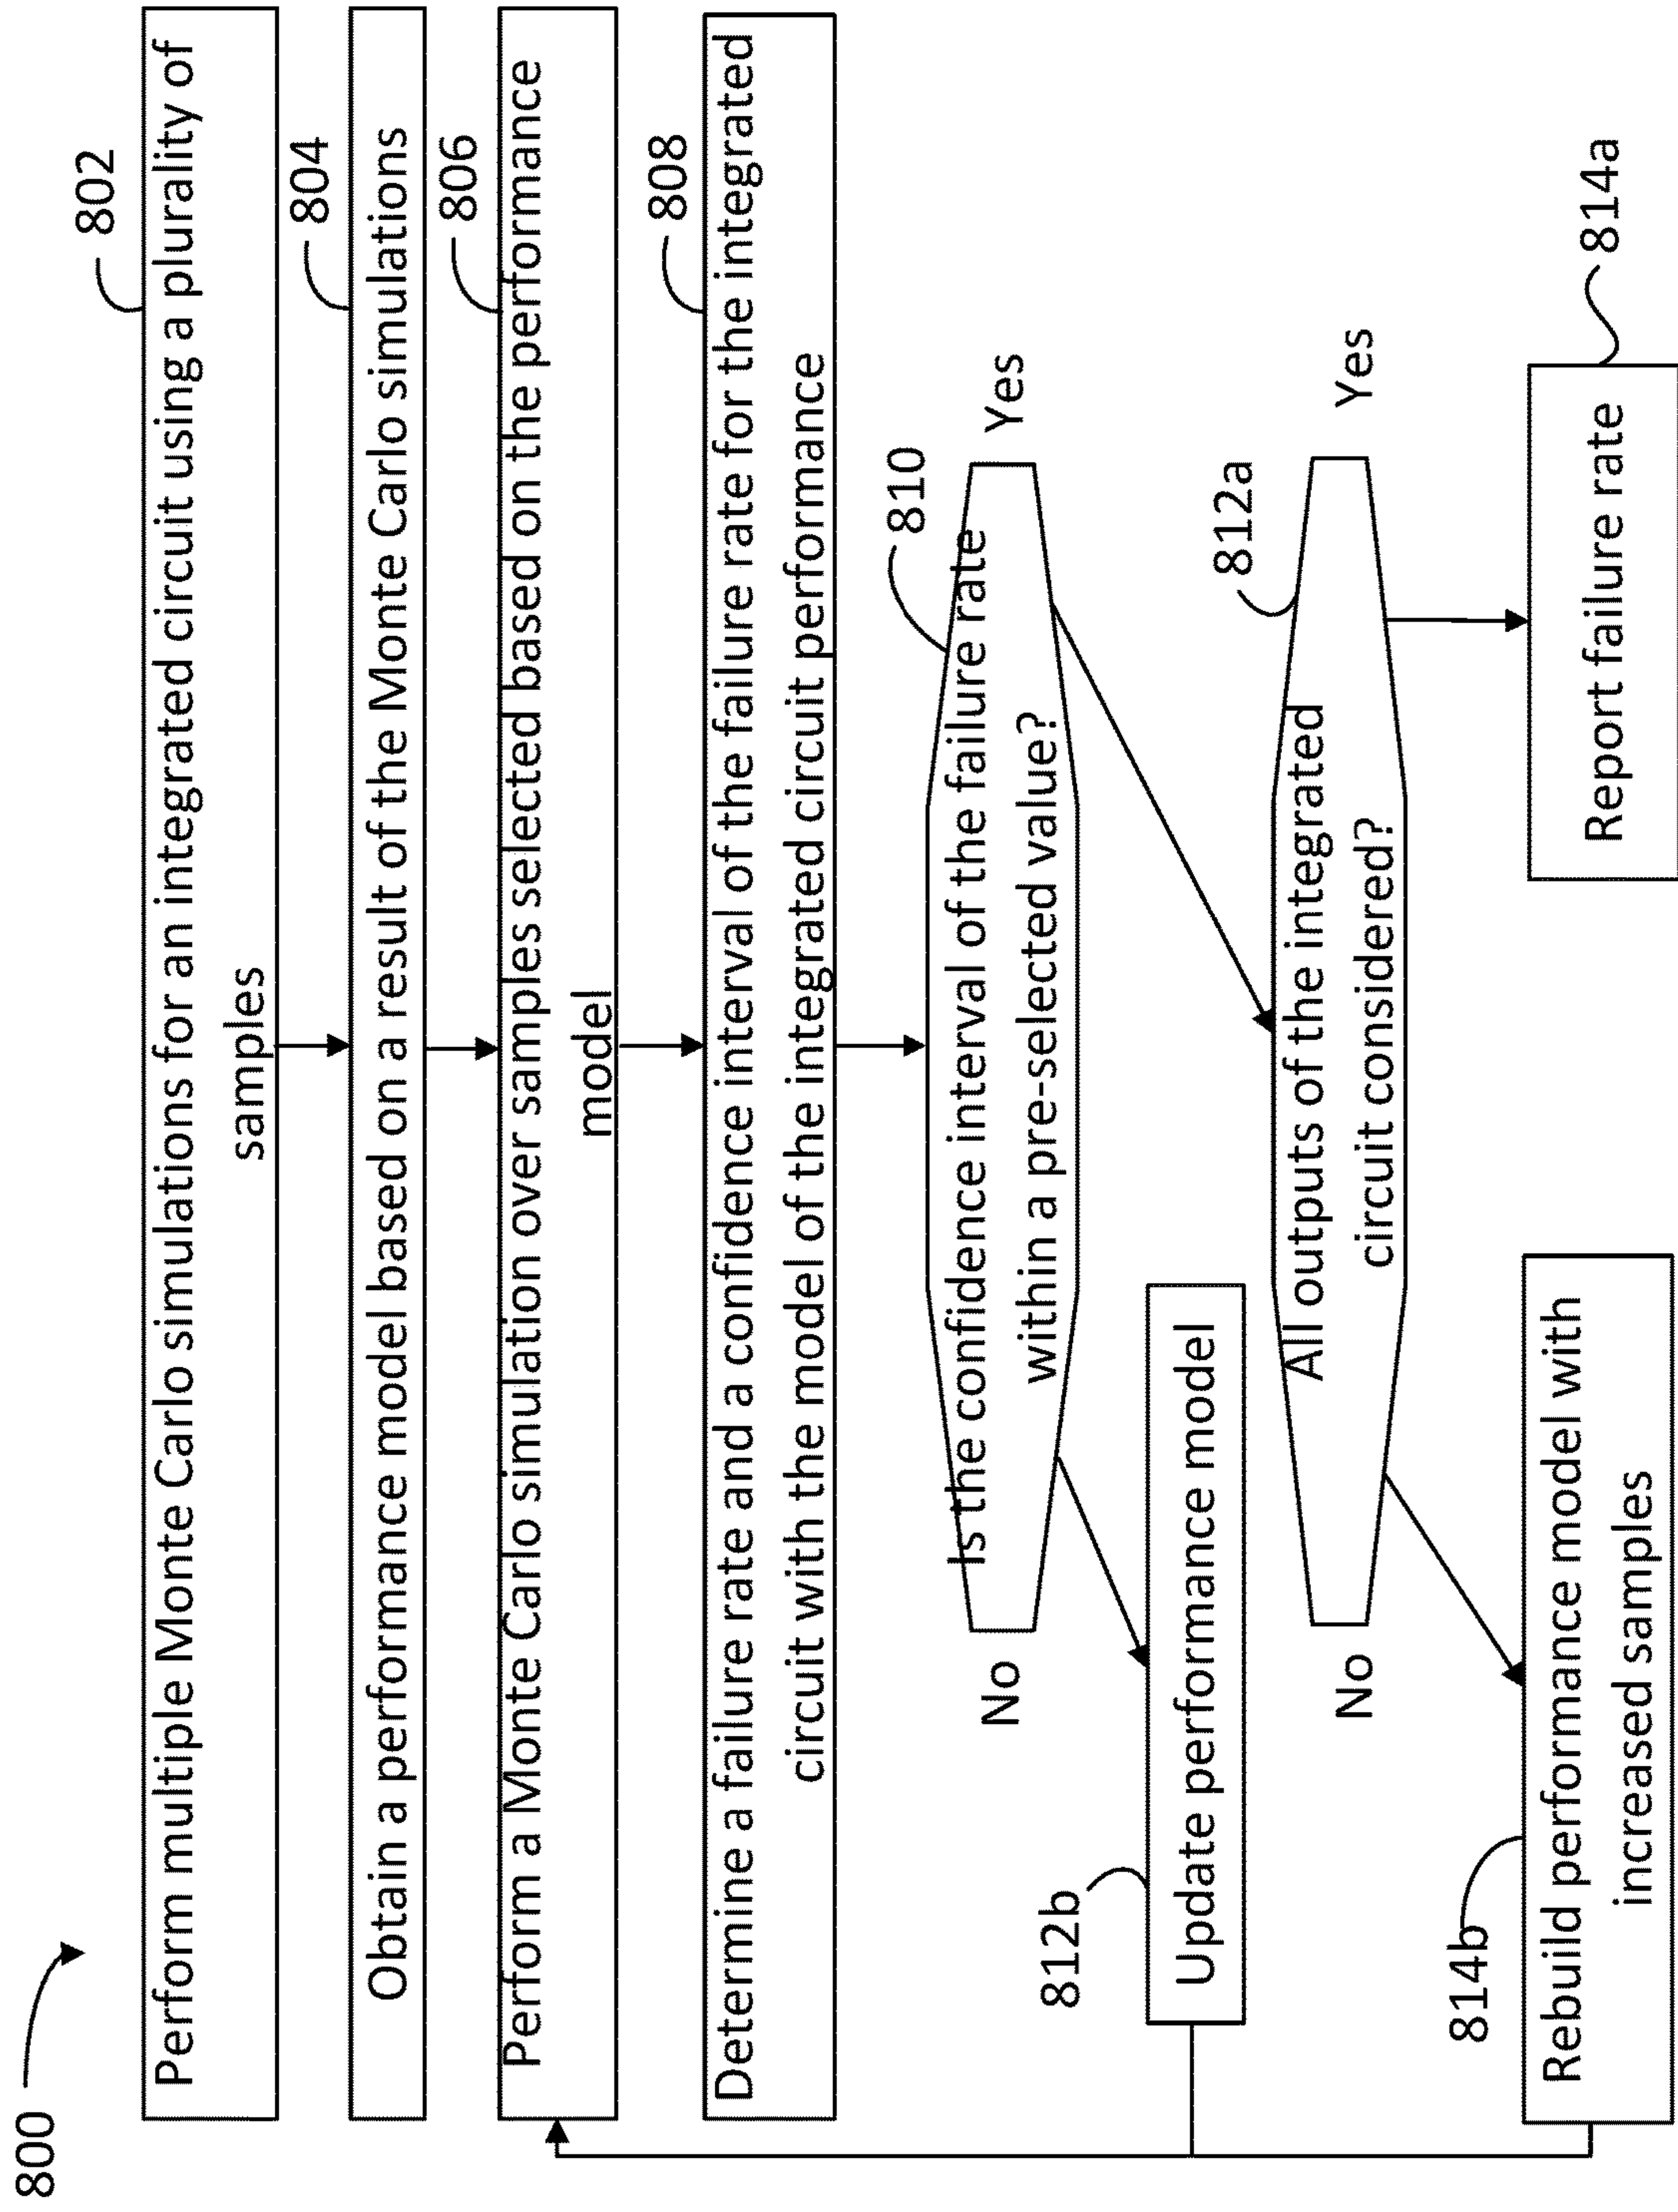 800
802
Perform multiple Monte Carlo simulations for an integrated circuit using a plurality of
samples
804
Obtain a performance model based on a result of the Monte Carlo simulations
806
Perform a Monte Carlo simulation over samples selected based on the performance
model
808
Determine a failure rate and a confidence interval of the failure rate for the integrated
circuit with the model of the integrated circuit performance
810
Is the confidence interval of the failure rate
within a pre-selected value?
No
Yes
812b
Update performance model
812a
All outputs of the integrated
circuit considered?
No
Yes
814b
Rebuild performance model with
increased samples
814a
Report failure rate